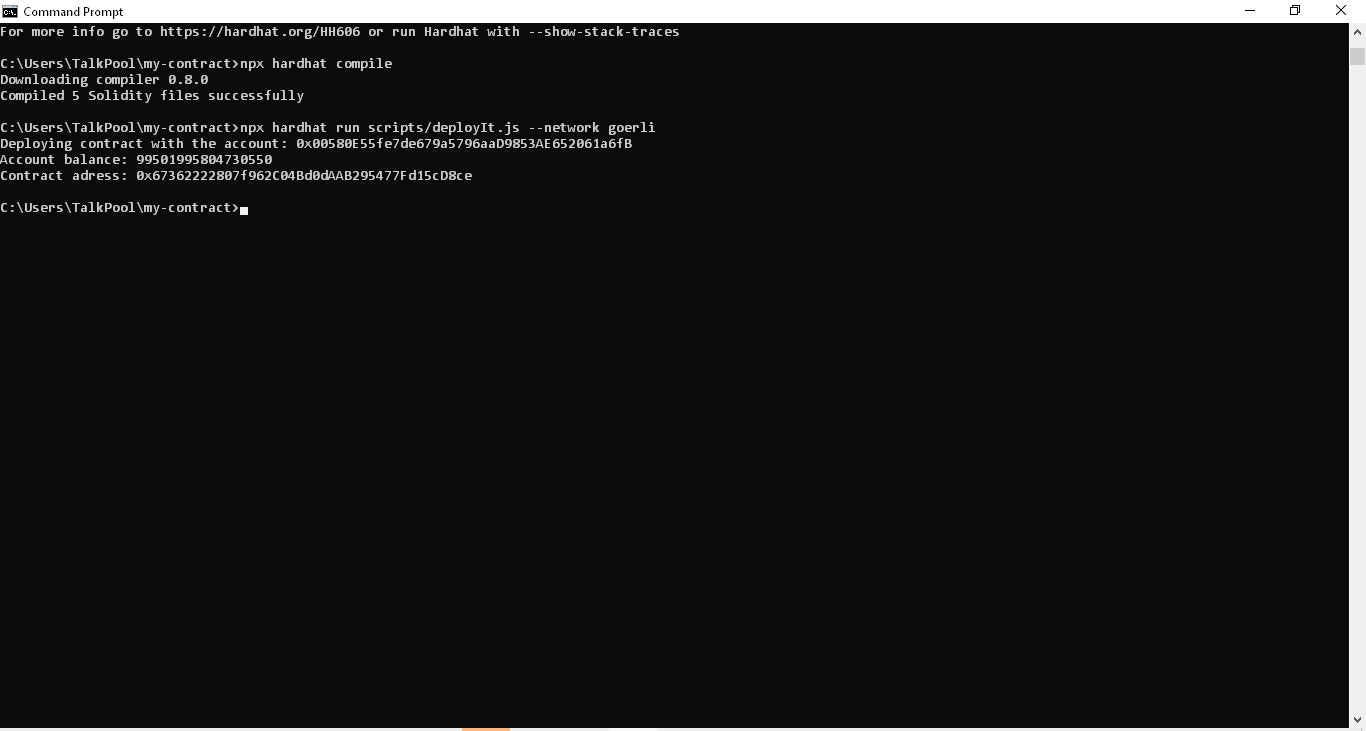 Command Prompt
For more info go to https://hardhat.org/HH606 or run Hardhat with --show-stack-traces
C:\Users\TalkPool\my-contract>npx hardhat compile
Downloading compiler 0.8.0
Compiled 5 Solidity files successfully
C:\Users\TalkPool\my-contract>npx hardhat run scripts/deployIt.js --network goerli
Deploying contract with the account: 0x00580E55fe7de679a5796aaD9853AE652061a6fB
Account balance: 99501995804730550
Contract adress: 0x67362222807f962C04Bd0dAAB295477Fd15cD8ce
C:\Users\TalkPool\my-contract>